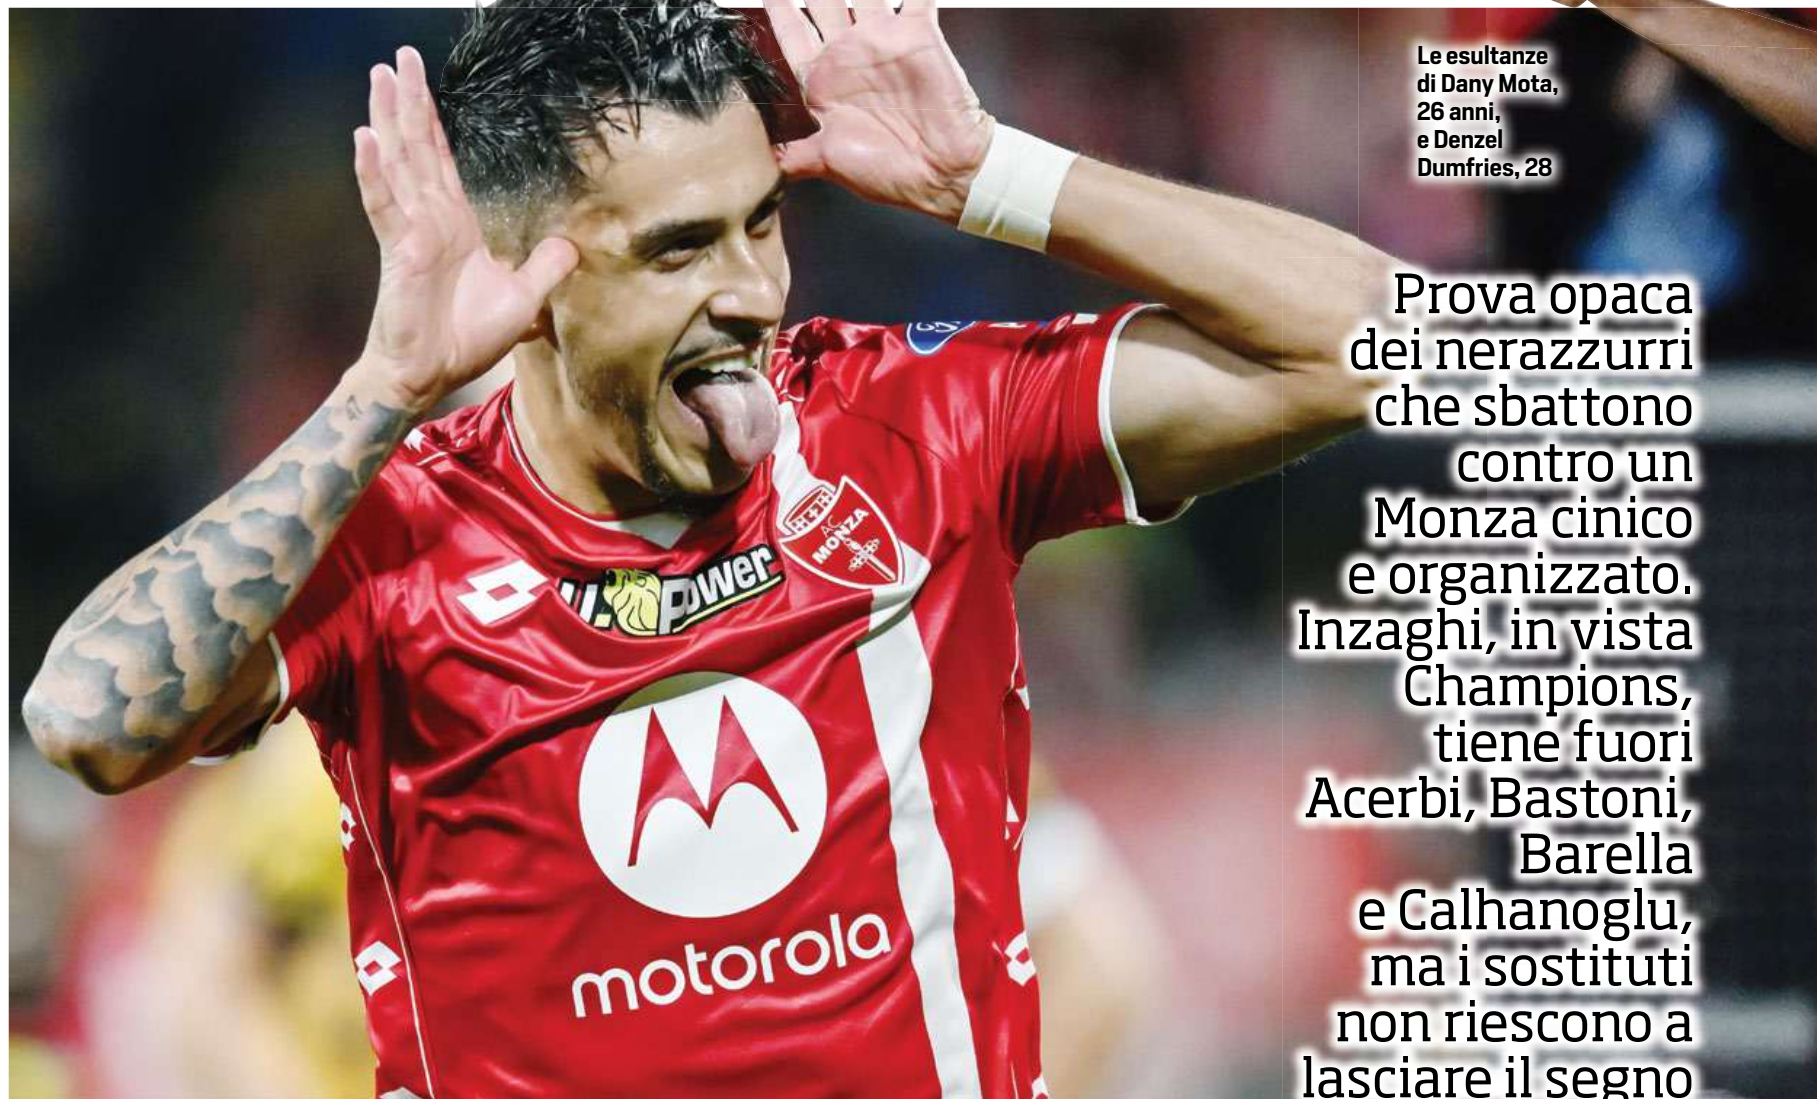 Le esultanze
di Dany Mota,
26 anni,
e Denzel
Dumfries, 28
Prova opaca
dei nerazzurri
che sbattono
contro un
Monza cinico
e organizzato.
Inzaghi, in vista
Champions,
tiene fuori
Acerbi, Bastoni,
Barella
e Calhanoglu,
ma i sostituti
non riescono a
lasciare il segno
AC
MONZA
U-Power
motorola